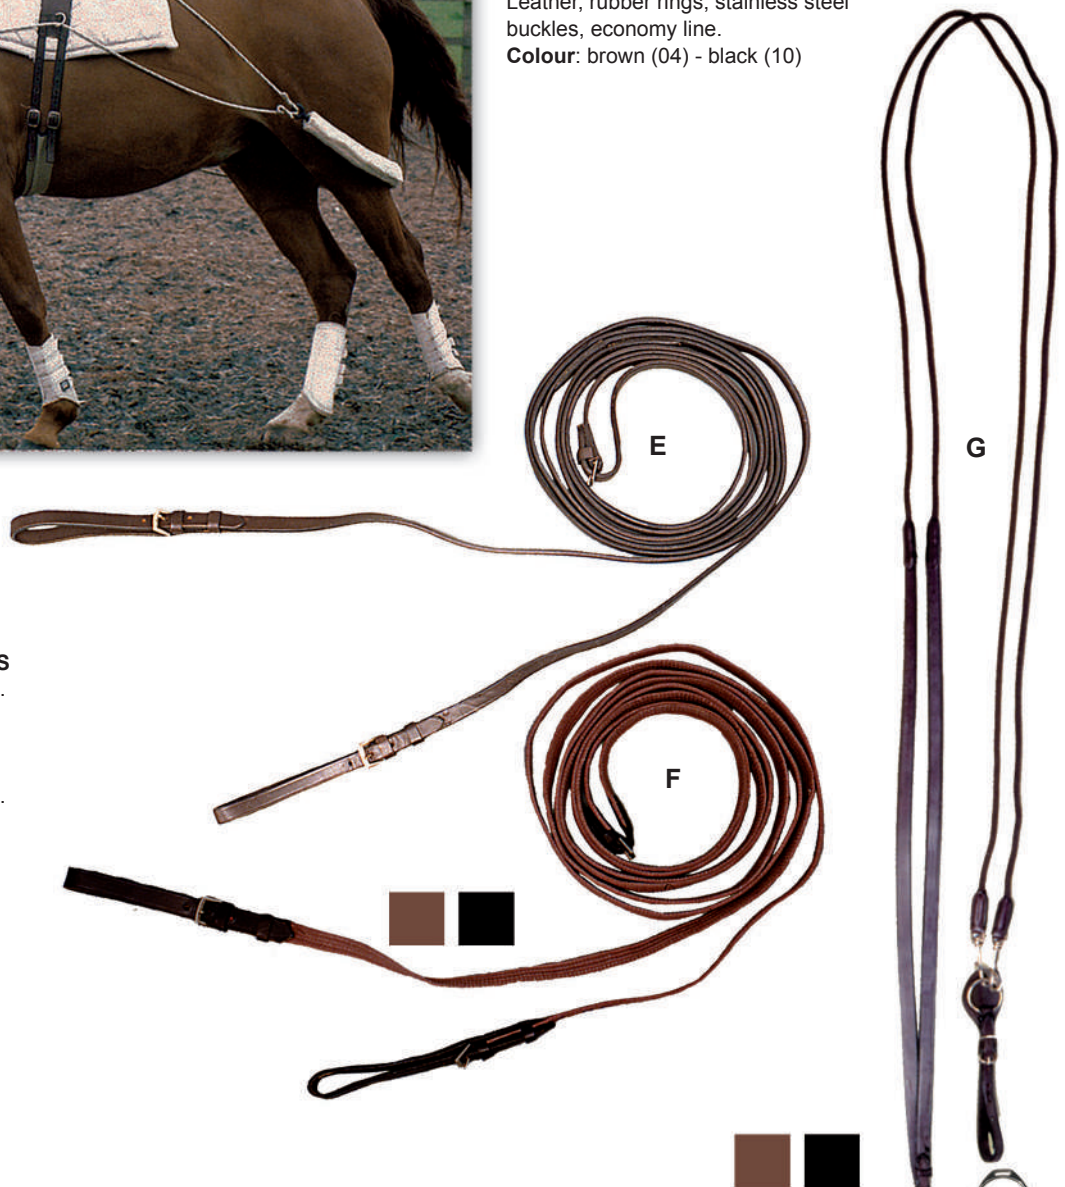 Leather, rubber rings, stainless steel
buckles, economy line.
Colour: brown (04) - black (10)
E
G
S
.
F
.